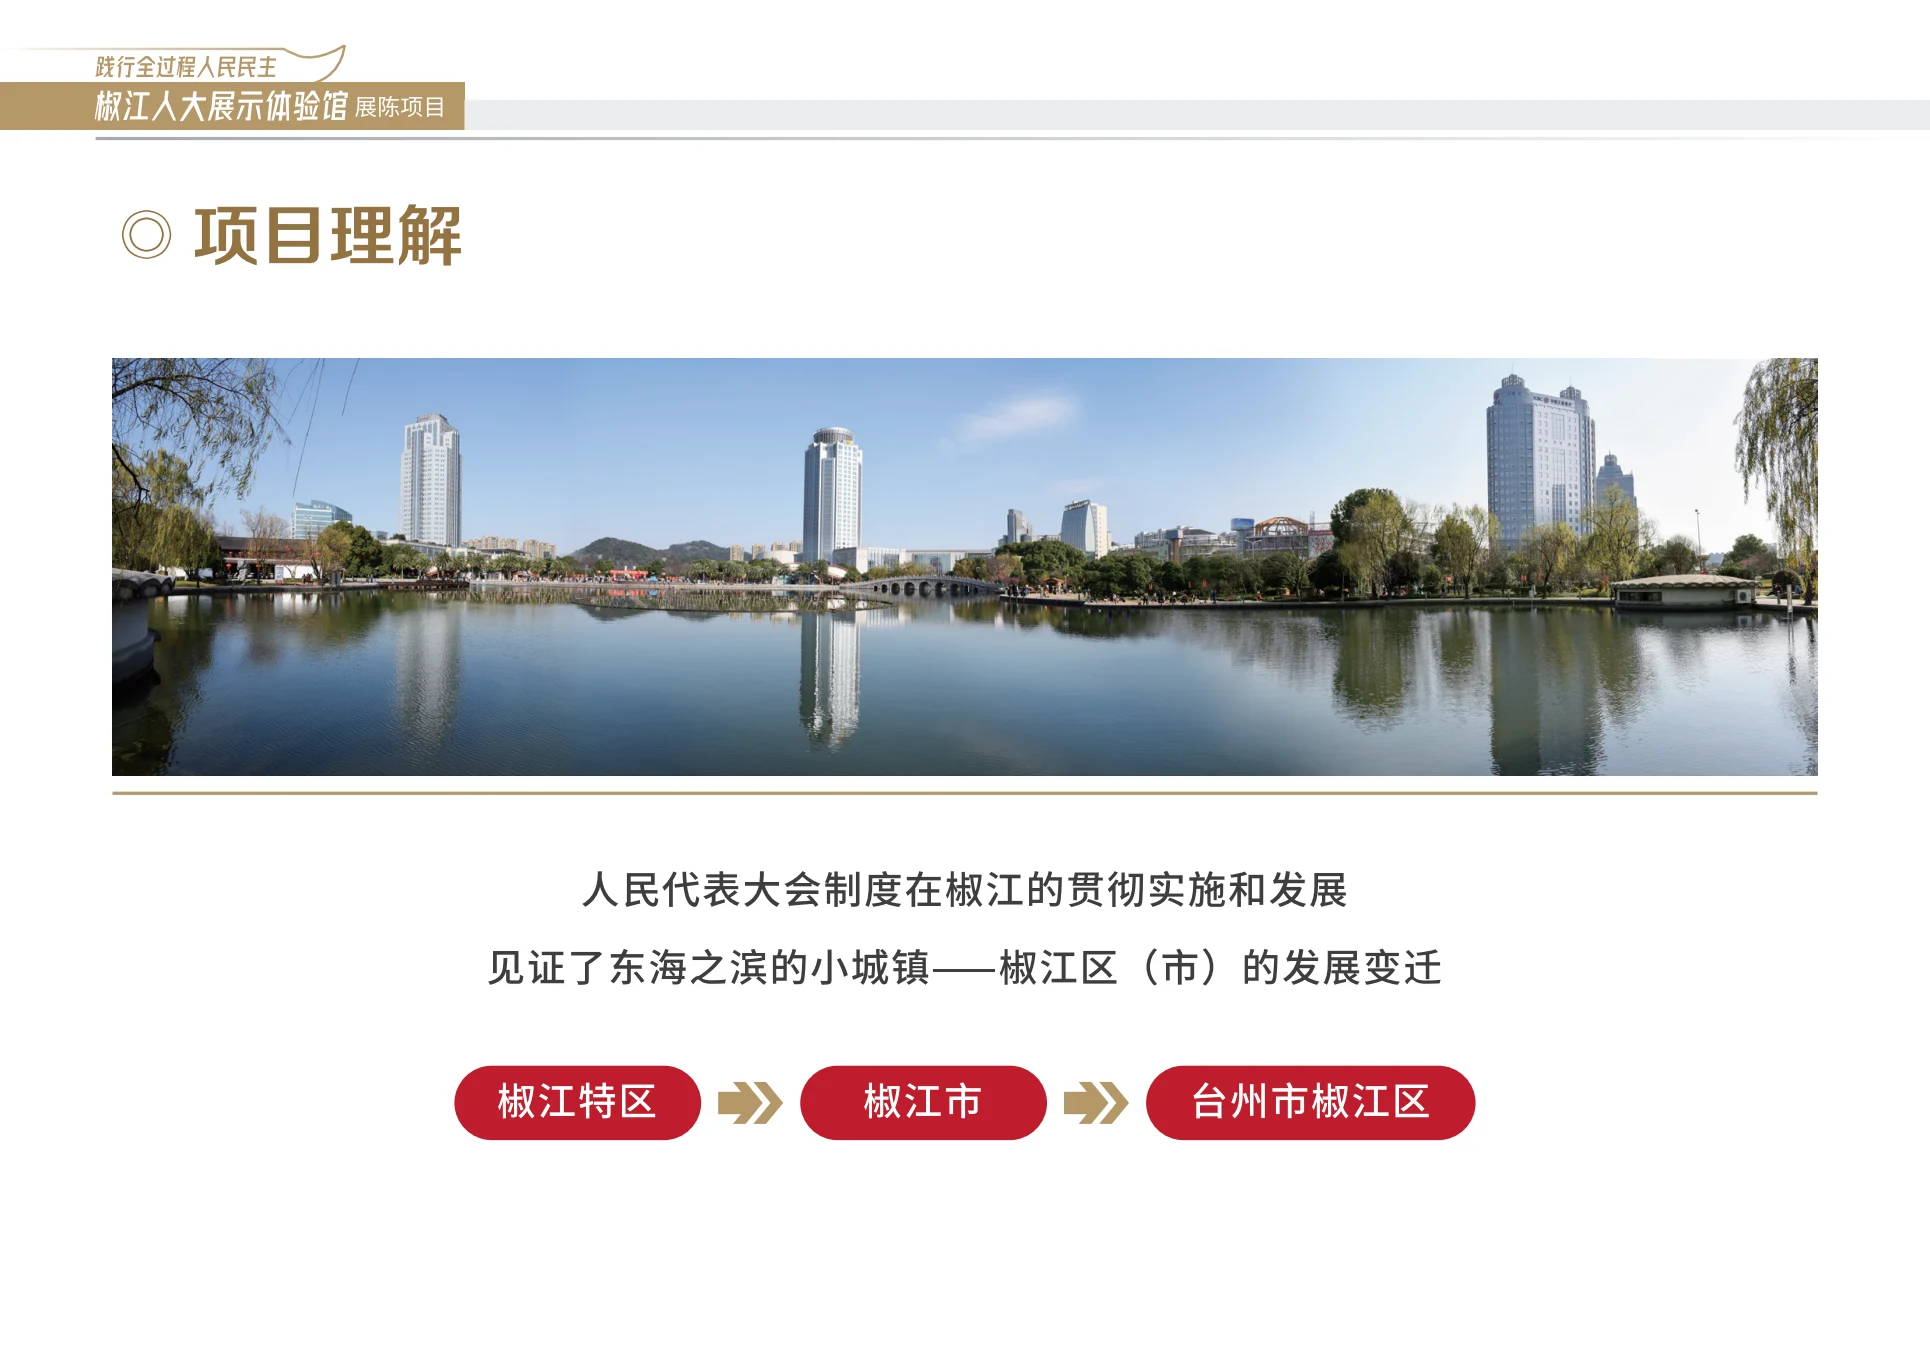 践行全过程人民民主
椒江人大展示体验馆 展陈项目
◎ 项目理解
人民代表大会制度在椒江的贯彻实施和发展
见证了东海之滨的小城镇——椒江区（市）的发展变迁
椒江特区
椒江市
台州市椒江区